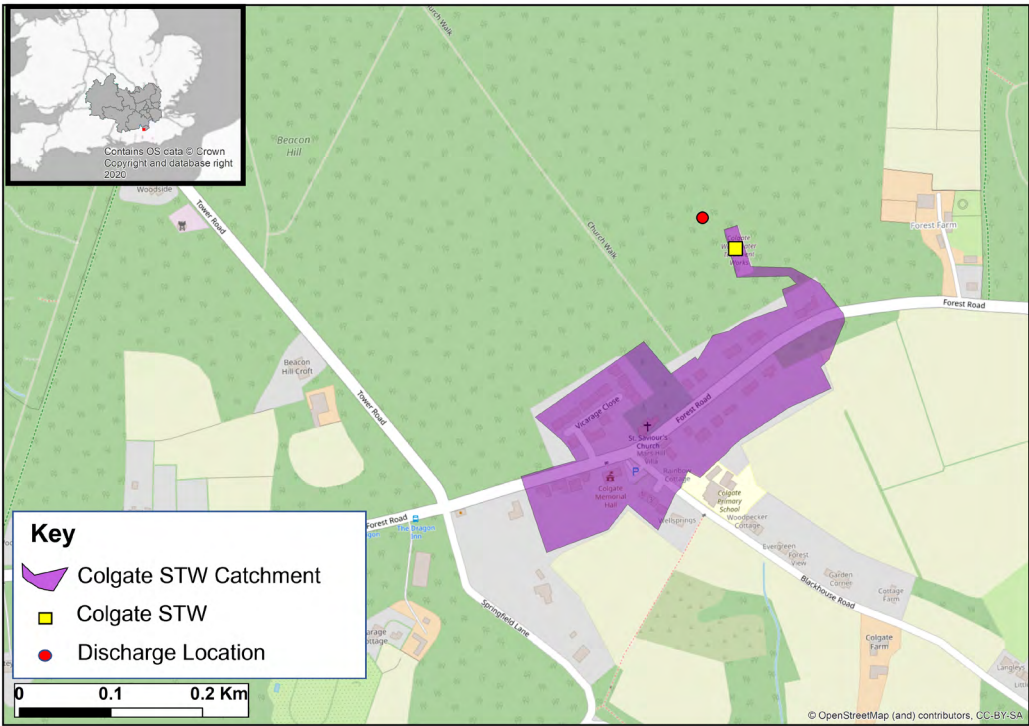 Church Walk
Beacon
Hill
Contains OS data © Crown
Copyright and database right
2020
Woodside
Tower Road
Church Walk
Forest Farm
Forest Road
Beacon
Hill Croft
Tower Road
Vicarage Close
Forest Road
St. Saviour's
Church
P
Rainbow
Cottage
Colgate
Memorial
Hall
Colgate
Primary
School
Woodpecker
Cottage
Wellsprings
Forest Road
The Dragon
Inn
Evergreen
Forest
View
Garden
Corner
Cottage
Farm
Blackhouse Road
Springfield Lane
Colgate
Farm
Langleys
Key
Colgate STW Catchment
Colgate STW
Discharge Location
0 0.1 0.2 Km
© OpenStreetMap (and) contributors, CC-BY-SA